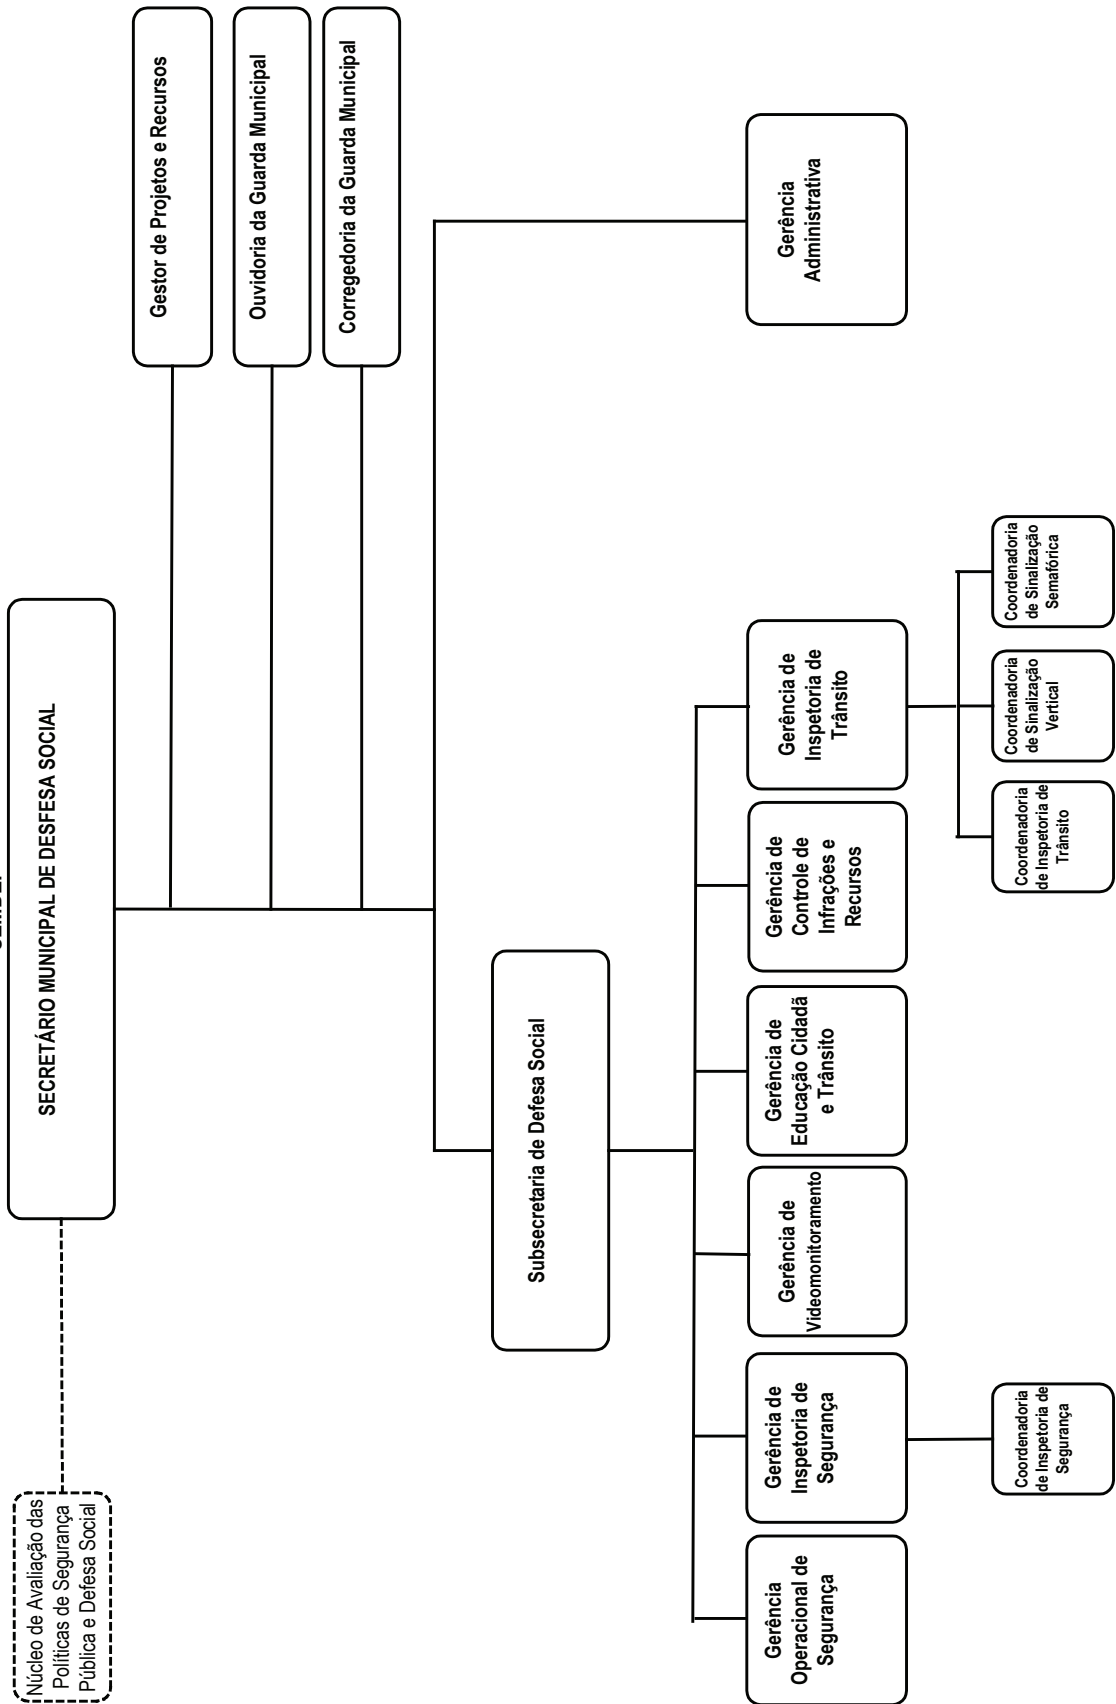 SECRETÁRIO MUNICIPAL DE DESFESA SOCIAL
Núcleo de Avaliação das
Políticas de Segurança
Pública e Defesa Social
Gestor de Projetos e Recursos
Ouvidoria da Guarda Municipal
Corregedoria da Guarda Municipal
Subsecretaria de Defesa Social
Gerência
Operacional de
Segurança
Gerência de
Inspetoria de
Segurança
Gerência de
Videomonitoramento
Gerência de
Educação Cidadã
e Trânsito
Gerência de
Controle de
Infrações e
Recursos
Gerência de
Inspetoria de
Trânsito
Gerência
Administrativa
Coordenadoria
de Inspetoria de
Segurança
Coordenadoria
de Inspetoria de
Trânsito
Coordenadoria
de Sinalização
Vertical
Coordenadoria
de Sinalização
Semafórica